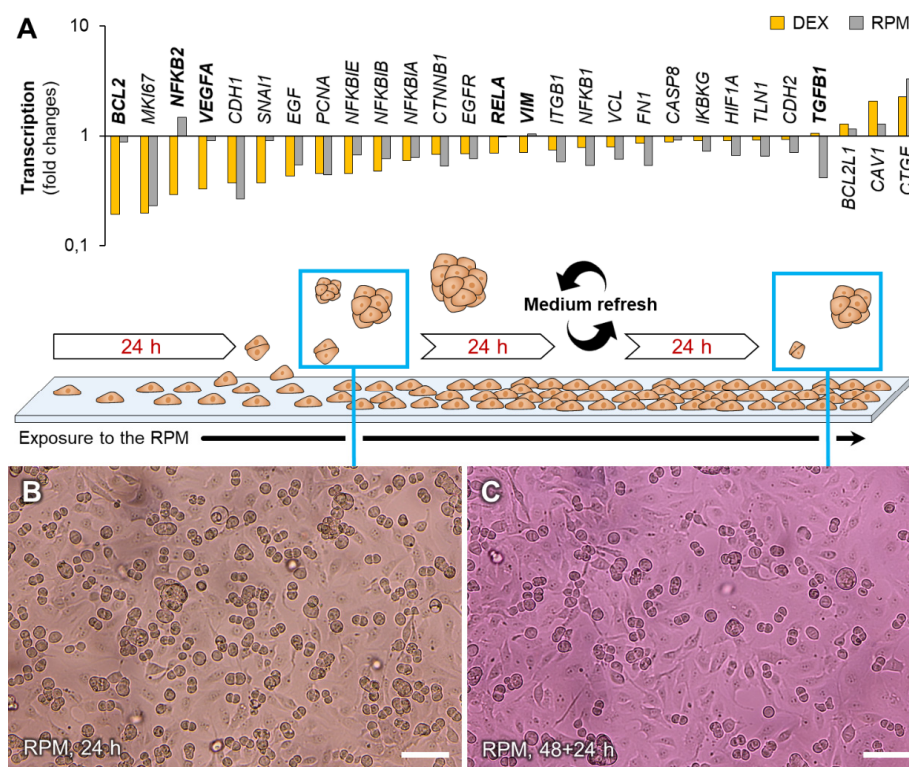 A
10
DEX
RPM
Transcription
(fold changes)
1
0,1
BCL2
MKI67
NFKB2
VEGFA
CDH1
SNAI1
EGF
PCNA
NFKBIE
NFKBIB
NFKBIA
CTNNB1
EGFR
RELA
VIM
ITGB1
NFKB1
VCL
FN1
CASP8
IKBKG
HIF1A
TLN1
CDH2
TGFB1
BCL2L1
CAV1
CTGF
Medium refresh
24 h
24 h
24 h
Exposure to the RPM
B
RPM, 24 h
C
RPM, 48+24 h